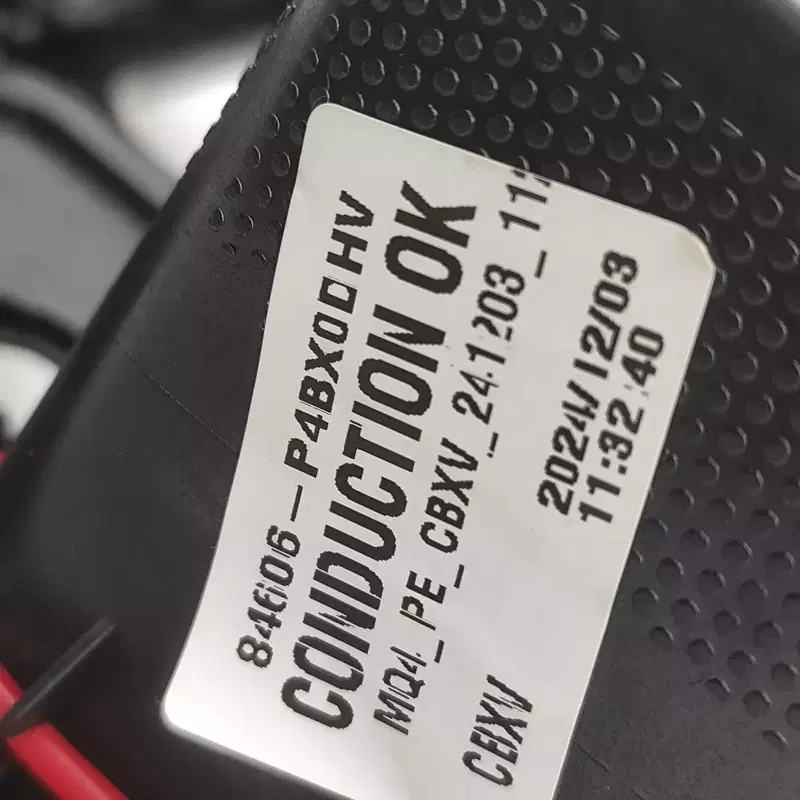 84606-P4BX0DHV
CONDUCTION OK
MQ4_PE_CBXV_241203_11
2024/12/03
11:32:40
CBXV